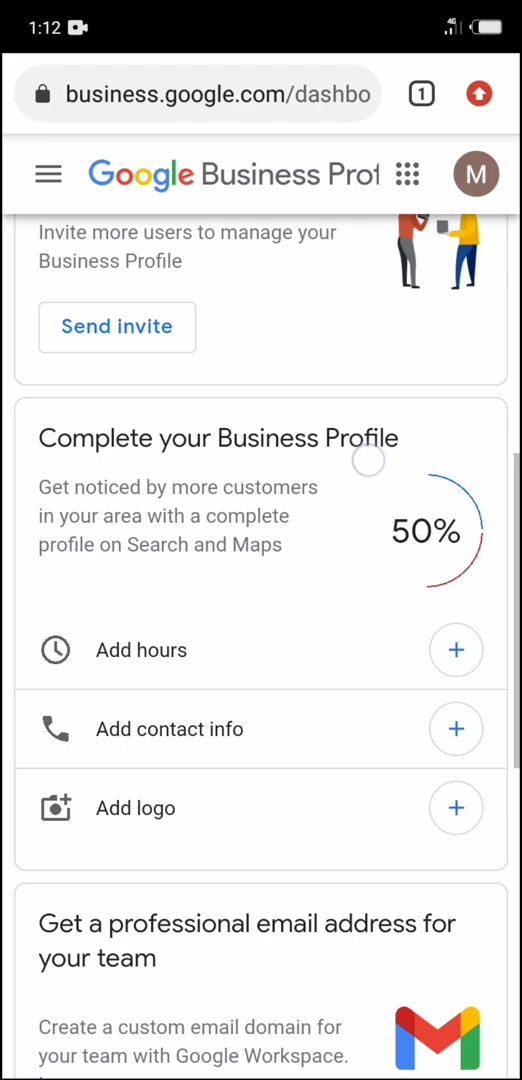 1:12
4G
business.google.com/dashbo
1
Google Business Prof
M
Invite more users to manage your
Business Profile
Send invite
Complete your Business Profile
Get noticed by more customers
in your area with a complete
profile on Search and Maps
50%
Add hours
+
Add contact info
+
Add logo
+
Get a professional email address for
your team
Create a custom email domain for
your team with Google Workspace.